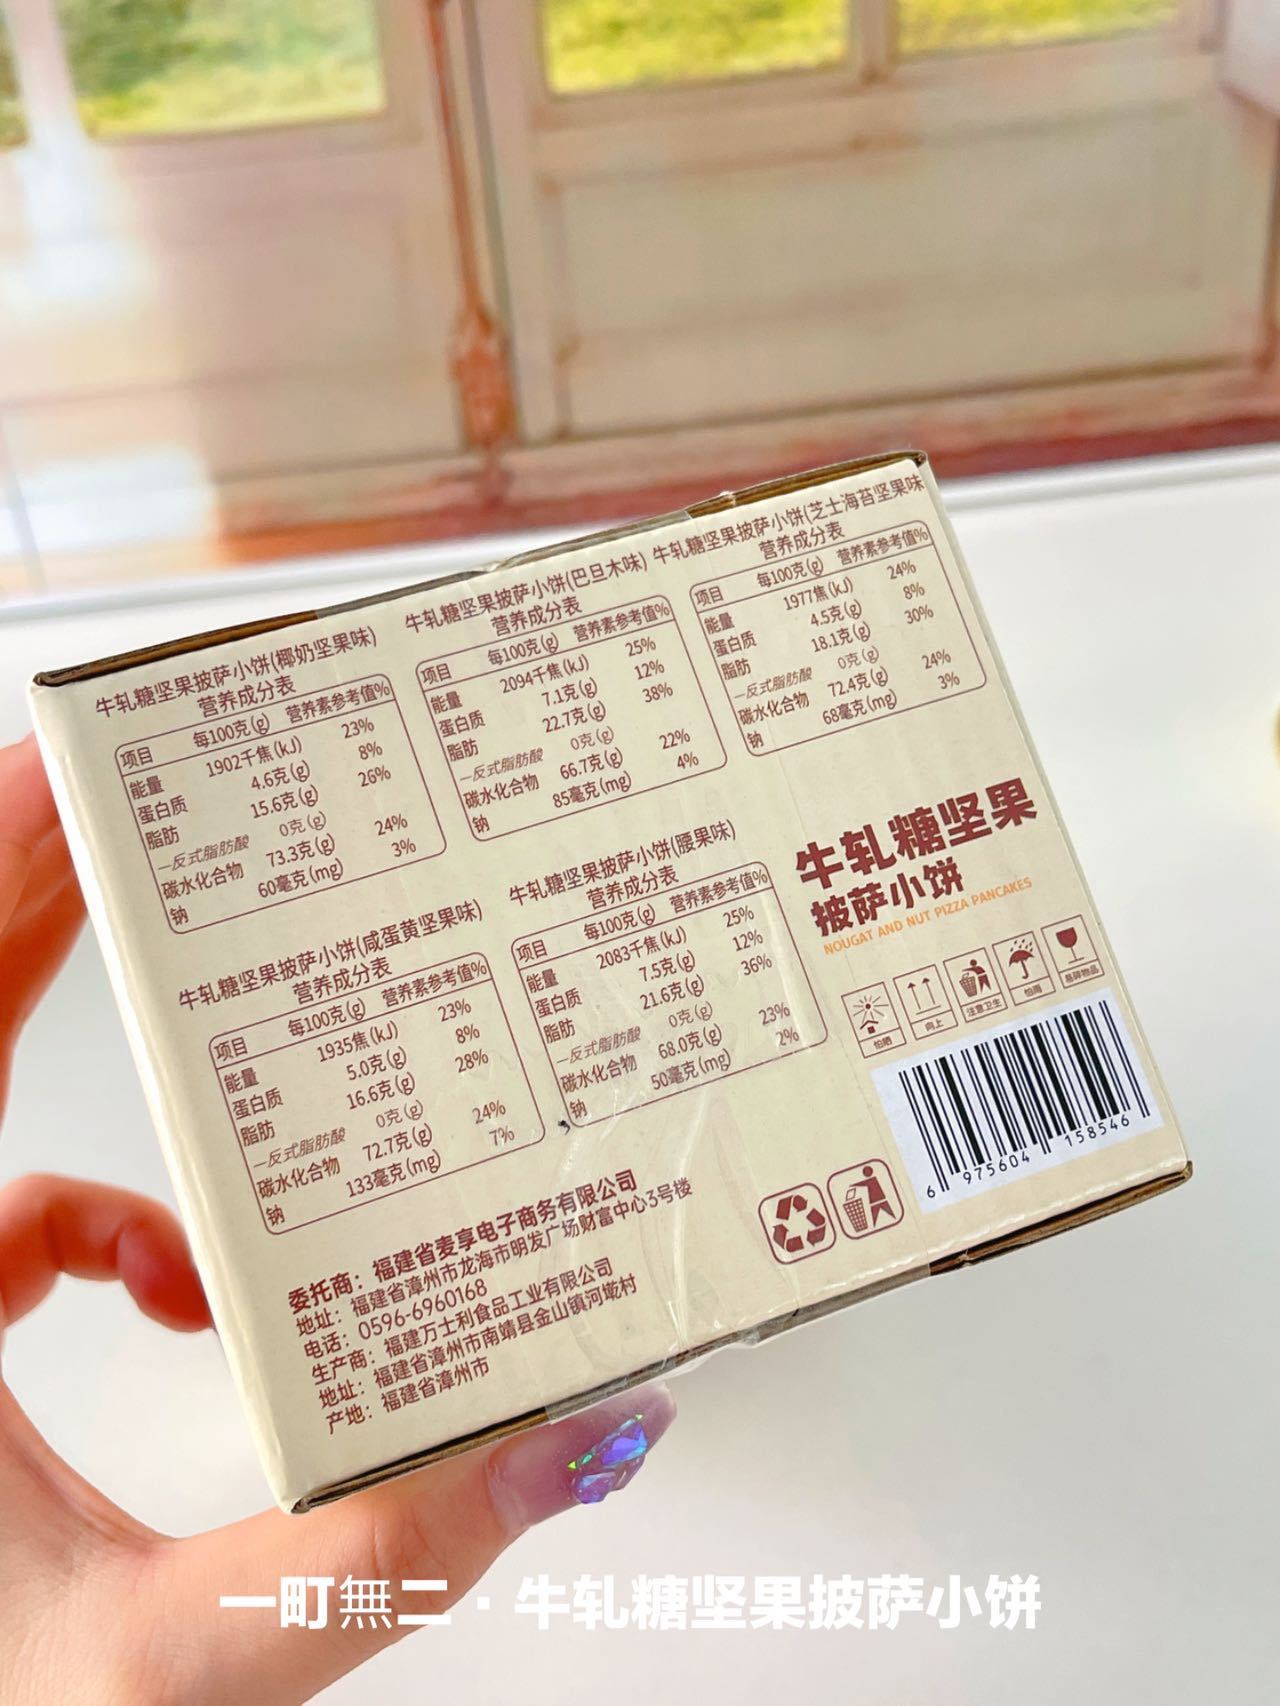 牛轧糖坚果披萨小饼(椰奶坚果味)
营养成分表
项目 每100克(g) 营养素参考值%
能量 1902千焦(kJ) 23%
蛋白质 4.6克(g) 8%
脂肪 15.6克(g) 26%
—反式脂肪酸 0克(g)
碳水化合物 73.3克(g) 24%
钠 60毫克(mg) 3%
牛轧糖坚果披萨小饼(巴旦木味)
营养成分表
项目 每100克(g) 营养素参考值%
能量 2094千焦(kJ) 25%
蛋白质 7.1克(g) 12%
脂肪 22.7克(g) 38%
—反式脂肪酸 0克(g)
碳水化合物 66.7克(g) 22%
钠 85毫克(mg) 4%
牛轧糖坚果披萨小饼(芝士海苔坚果味
营养成分表
项目 每100克(g) 营养素参考值%
能量 1977焦(kJ) 24%
蛋白质 4.5克(g) 8%
脂肪 18.1克(g) 30%
—反式脂肪酸 0克(g)
碳水化合物 72.4克(g) 24%
钠 68毫克(mg) 3%
牛轧糖坚果披萨小饼(咸蛋黄坚果味)
营养成分表
项目 每100克(g) 营养素参考值%
能量 1935焦(kJ) 23%
蛋白质 5.0克(g) 8%
脂肪 16.6克(g) 28%
—反式脂肪酸 0克(g)
碳水化合物 72.7克(g) 24%
钠 133毫克(mg) 7%
牛轧糖坚果披萨小饼(腰果味)
营养成分表
项目 每100克(g) 营养素参考值%
能量 2083千焦(kJ) 25%
蛋白质 7.5克(g) 12%
脂肪 21.6克(g) 36%
—反式脂肪酸 0克(g)
碳水化合物 68.0克(g) 23%
钠 50毫克(mg) 2%
牛轧糖坚果
披萨小饼
NOUGAT AND NUT PIZZA PANCAKES
怕晒 向上 注意卫生 怕雨 易碎物品
6 975604 158546
委托商：福建省麦享电子商务有限公司
地址：福建省漳州市龙海市明发广场财富中心3号楼
电话：0596-6960168
生产商：福建万士利食品工业有限公司
地址：福建省漳州市南靖县金山镇河墘村
产地：福建省漳州市
一町無二·牛轧糖坚果披萨小饼